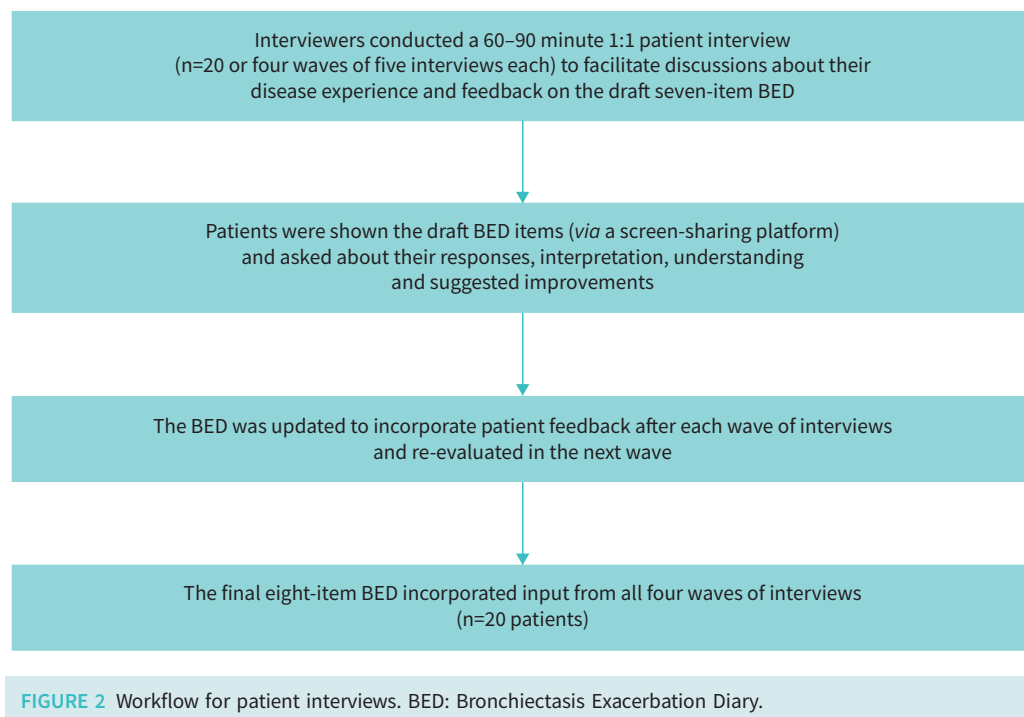 Interviewers conducted a 60–90 minute 1:1 patient interview
(n=20 or four waves of five interviews each) to facilitate discussions about their
disease experience and feedback on the draft seven-item BED
Patients were shown the draft BED items (via a screen-sharing platform)
and asked about their responses, interpretation, understanding
and suggested improvements
The BED was updated to incorporate patient feedback after each wave of interviews
and re-evaluated in the next wave
The final eight-item BED incorporated input from all four waves of interviews
(n=20 patients)
FIGURE 2 Workflow for patient interviews. BED: Bronchiectasis Exacerbation Diary.